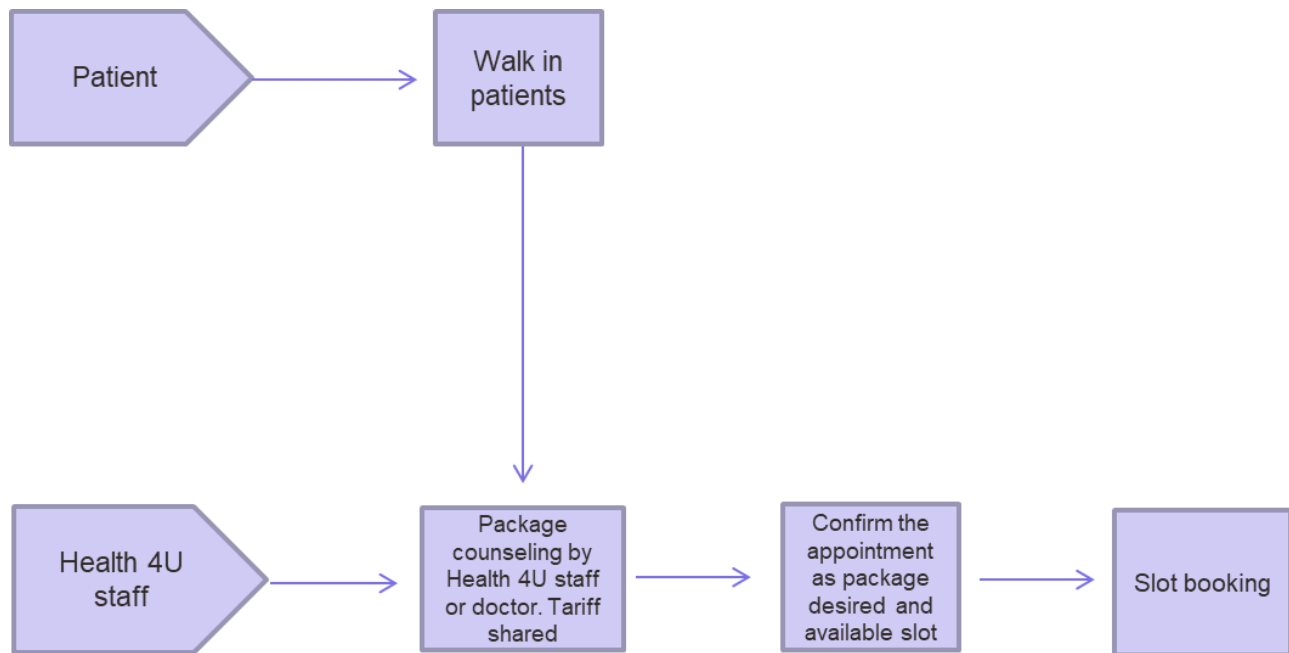 Patient
Walk in
patients
Health 4U
staff
Package
counseling by
Health 4U staff
or doctor. Tariff
shared
Confirm the
appointment
as package
desired and
available slot
Slot booking